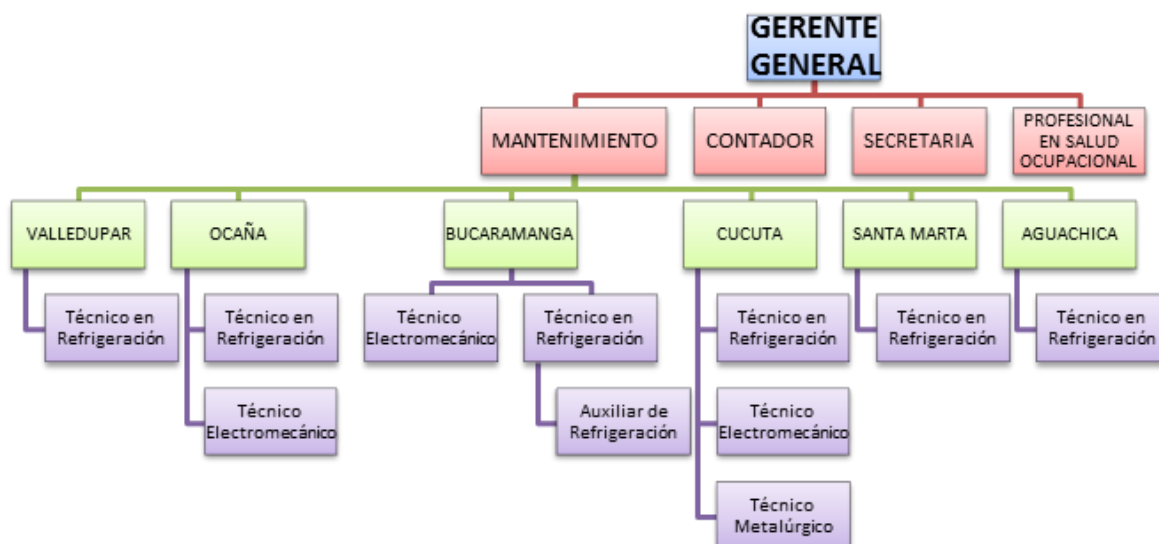 GERENTE
GENERAL
MANTENIMIENTO
CONTADOR
SECRETARIA
PROFESIONAL
EN SALUD
OCUPACIONAL
VALLEDUPAR
OCAÑA
BUCARAMANGA
CUCUTA
SANTA MARTA
AGUACHICA
Técnico en
Refrigeración
Técnico en
Refrigeración
Técnico
Electromecánico
Técnico en
Refrigeración
Técnico en
Refrigeración
Técnico en
Refrigeración
Técnico en
Refrigeración
Técnico
Electromecánico
Auxiliar de
Refrigeración
Técnico
Electromecánico
Técnico
Metalúrgico